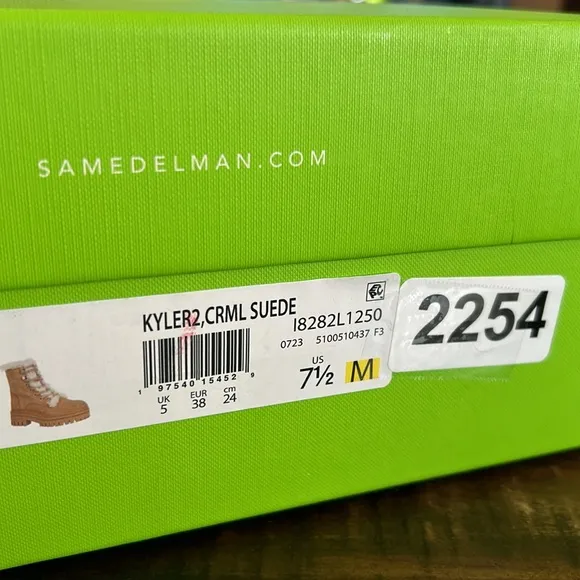 SAMEDELMAN.COM
KYLER2,CRML SUEDE
I8282L1250
2254
0723 5100510437 F3
1 97540 15452 9
US
7½ M
UK EUR cm
5 38 24